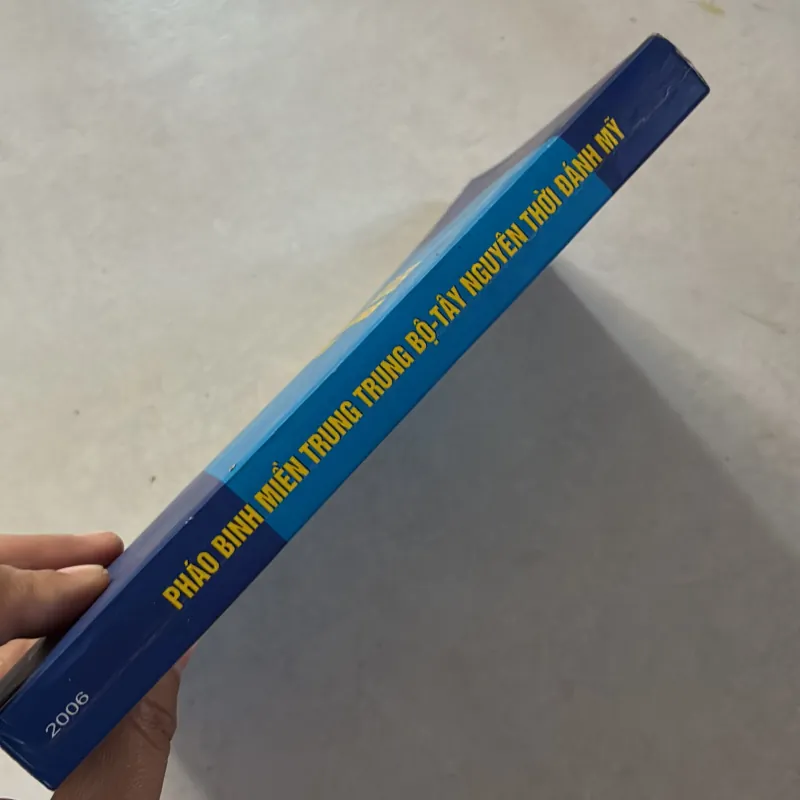 PHÁO BINH MIỀN TRUNG TRUNG BỘ-TÂY NGUYÊN THỜI ĐÁNH MỸ
2006